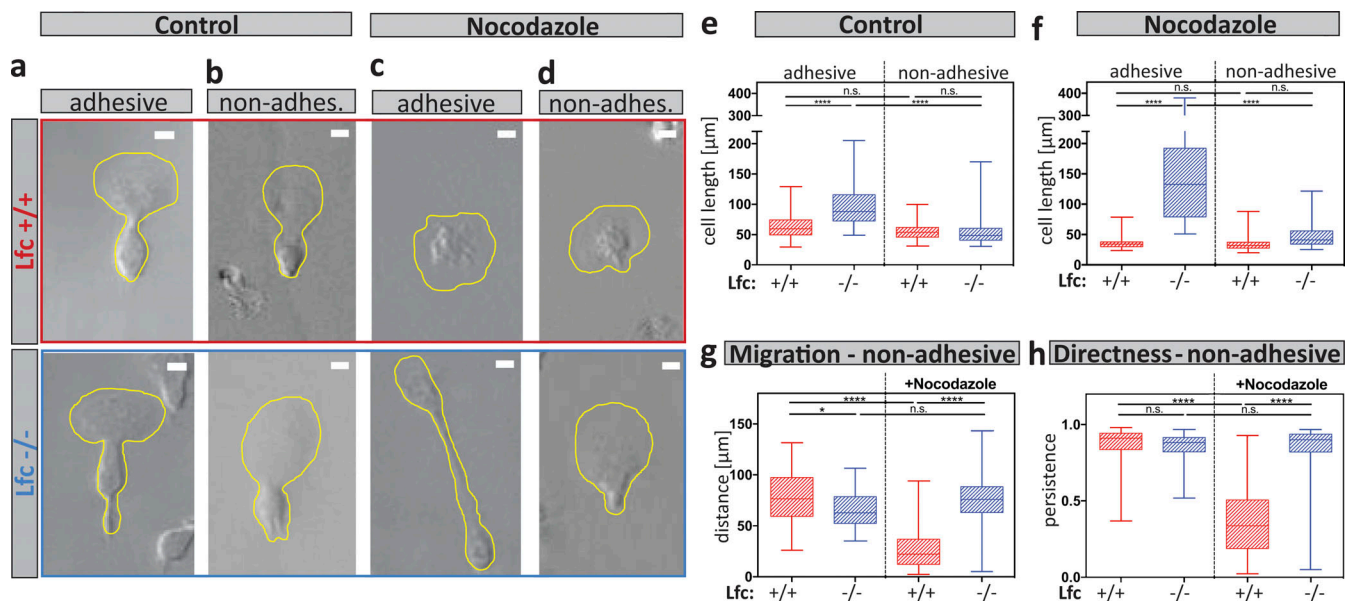 Control
Nocodazole
a
b
c
d
adhesive
non-adhes.
adhesive
non-adhes.
Lfc +/+
Lfc -/-
e
Control
adhesive
non-adhesive
n.s.
n.s.
****
****
cell length [µm]
400
300
200
150
100
50
0
Lfc: +/+ -/- +/+ -/-
f
Nocodazole
adhesive
non-adhesive
n.s.
n.s.
****
****
cell length [µm]
400
300
200
150
100
50
0
Lfc: +/+ -/- +/+ -/-
g
Migration - non-adhesive
+Nocodazole
****
****
*
n.s.
distance [µm]
150
100
50
0
Lfc: +/+ -/- +/+ -/-
h
Directness - non-adhesive
+Nocodazole
****
****
n.s.
n.s.
persistence
1.0
0.5
0.0
Lfc: +/+ -/- +/+ -/-